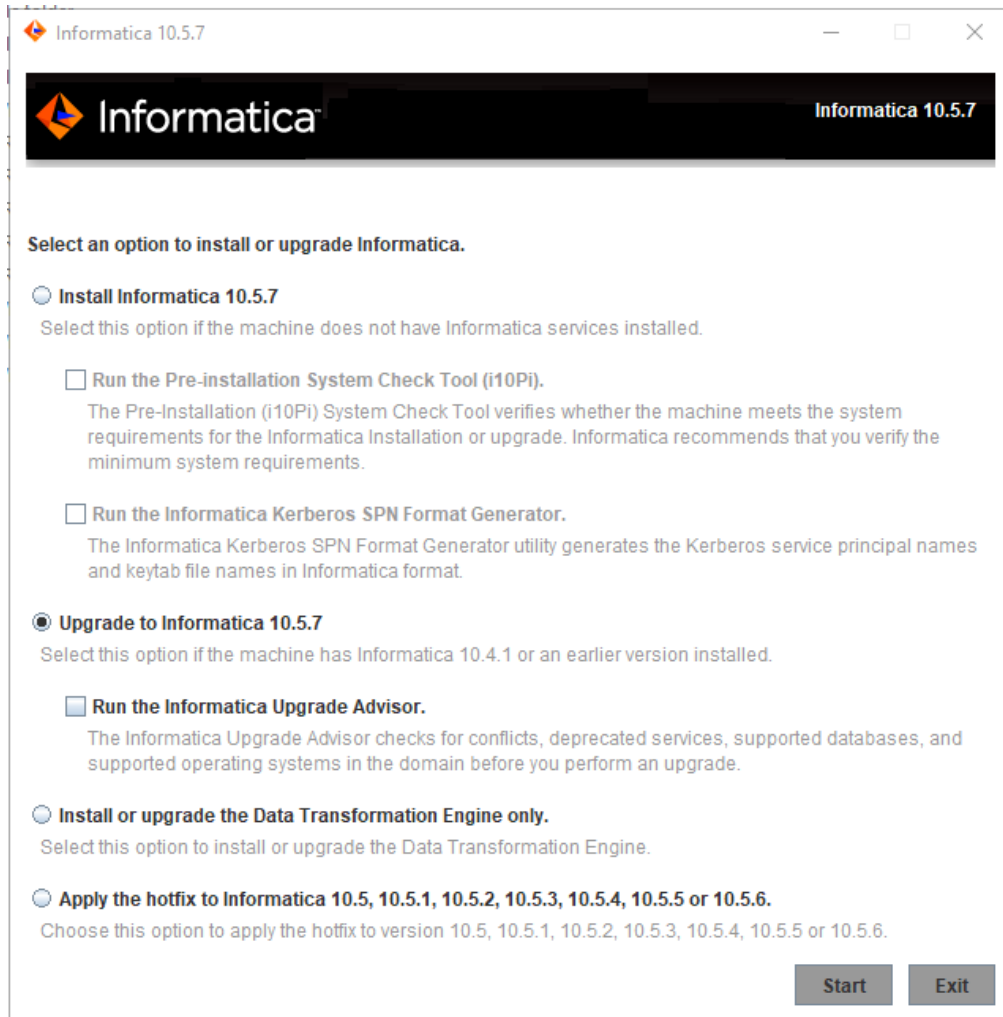 Informatica 10.5.7
Informatica
Informatica 10.5.7
Select an option to install or upgrade Informatica.
Install Informatica 10.5.7
Select this option if the machine does not have Informatica services installed.
Run the Pre-installation System Check Tool (i10Pi).
The Pre-Installation (i10Pi) System Check Tool verifies whether the machine meets the system
requirements for the Informatica Installation or upgrade. Informatica recommends that you verify the
minimum system requirements.
Run the Informatica Kerberos SPN Format Generator.
The Informatica Kerberos SPN Format Generator utility generates the Kerberos service principal names
and keytab file names in Informatica format.
Upgrade to Informatica 10.5.7
Select this option if the machine has Informatica 10.4.1 or an earlier version installed.
Run the Informatica Upgrade Advisor.
The Informatica Upgrade Advisor checks for conflicts, deprecated services, supported databases, and
supported operating systems in the domain before you perform an upgrade.
Install or upgrade the Data Transformation Engine only.
Select this option to install or upgrade the Data Transformation Engine.
Apply the hotfix to Informatica 10.5, 10.5.1, 10.5.2, 10.5.3, 10.5.4, 10.5.5 or 10.5.6.
Choose this option to apply the hotfix to version 10.5, 10.5.1, 10.5.2, 10.5.3, 10.5.4, 10.5.5 or 10.5.6.
Start Exit